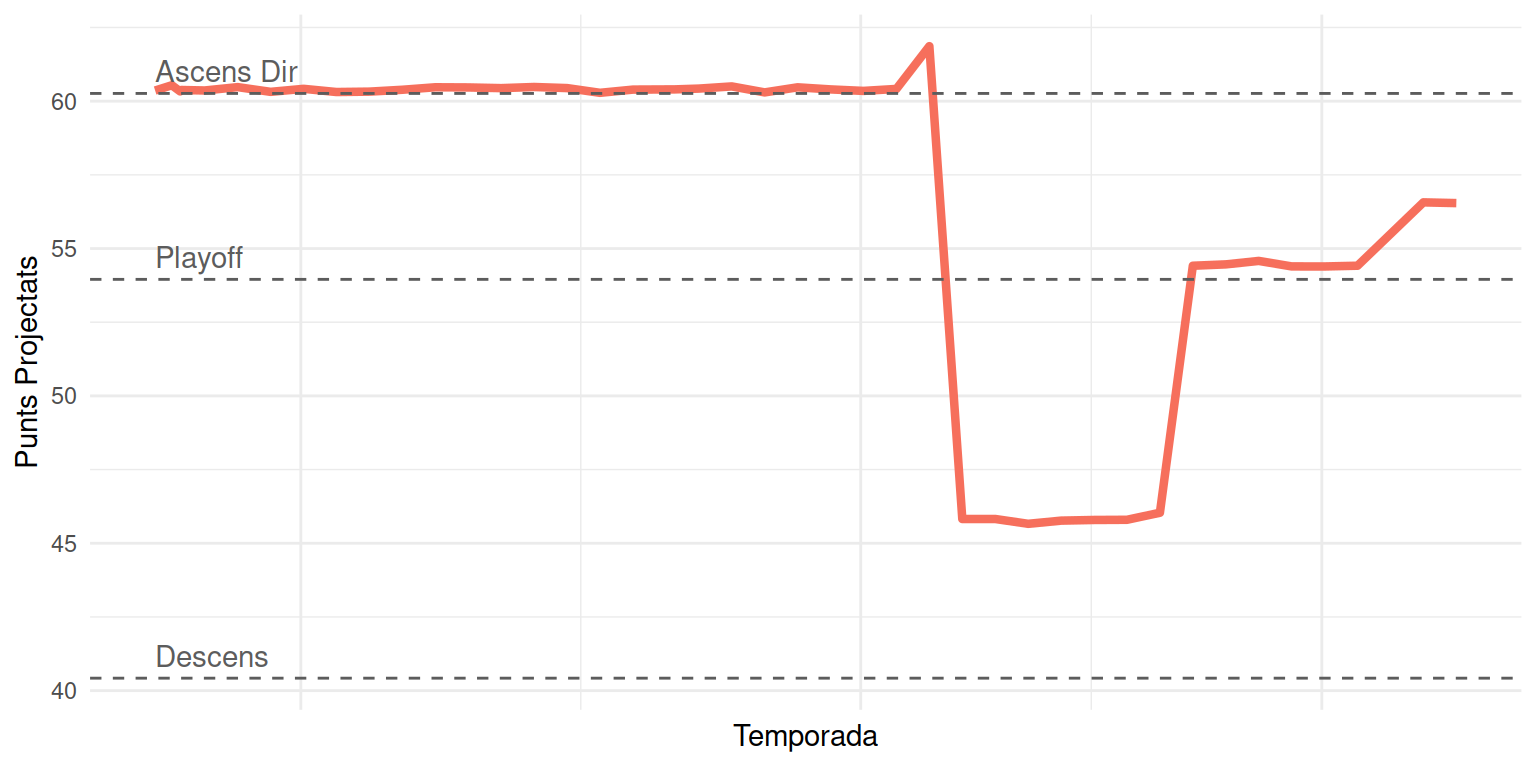 Ascens Dir
60
Playoff
55
50
45
Descens
40
Punts Projectats
Temporada